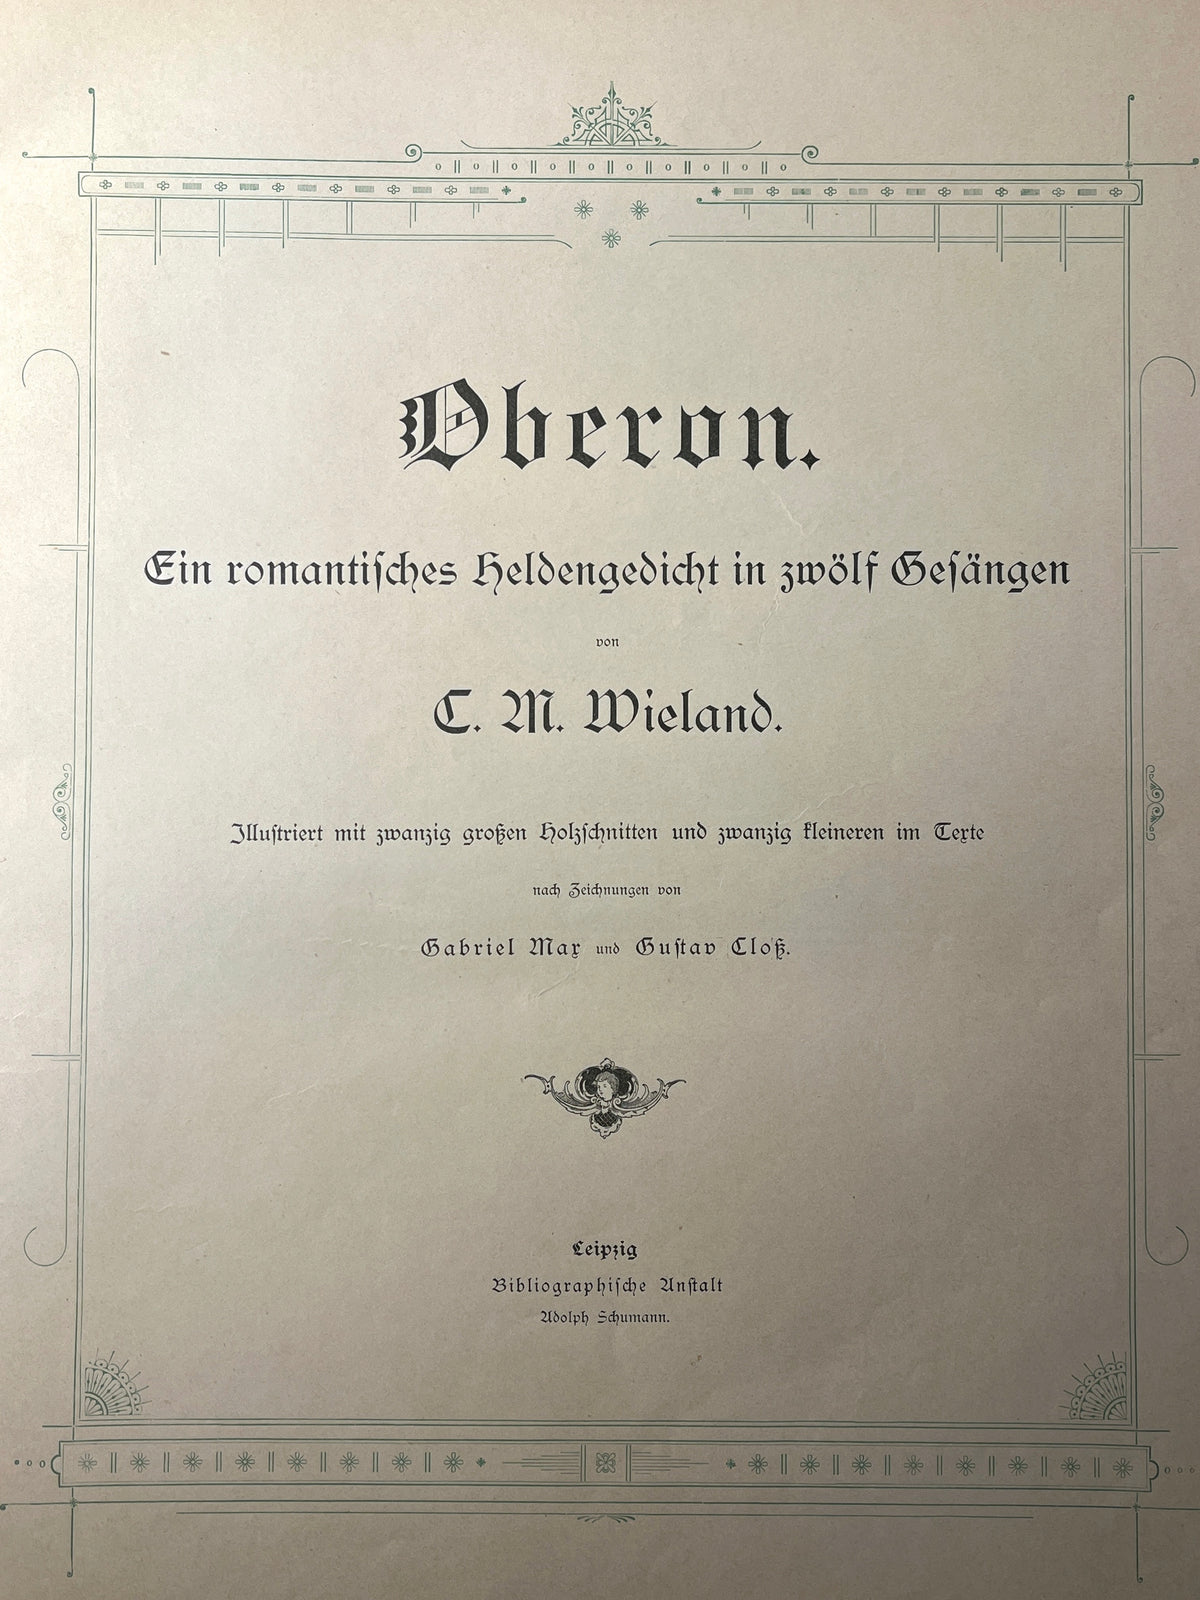 Oberon.
Ein romantiſches Heldengedicht in zwölf Geſängen
von
C. M. Wieland.
Illuſtriert mit zwanzig großen Holzſchnitten und zwanzig kleineren im Texte
nach Zeichnungen von
Gabriel Max und Guſtav Cloß.
Leipzig
Bibliographiſche Anſtalt
Adolph Schumann.